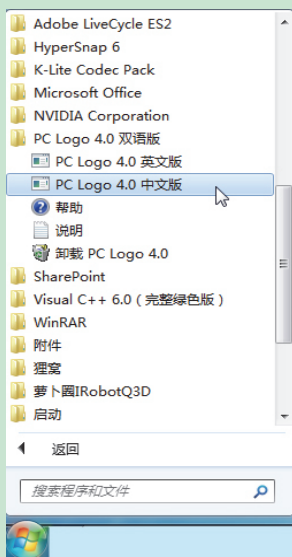 Adobe LiveCycle ES2
HyperSnap 6
K-Lite Codec Pack
Microsoft Office
NVIDIA Corporation
PC Logo 4.0 双语版
PC Logo 4.0 英文版
PC Logo 4.0 中文版
帮助
说明
卸载 PC Logo 4.0
SharePoint
Visual C++ 6.0（完整绿色版）
WinRAR
附件
狸窝
萝卜圈IRobotQ3D
启动
返回
搜索程序和文件